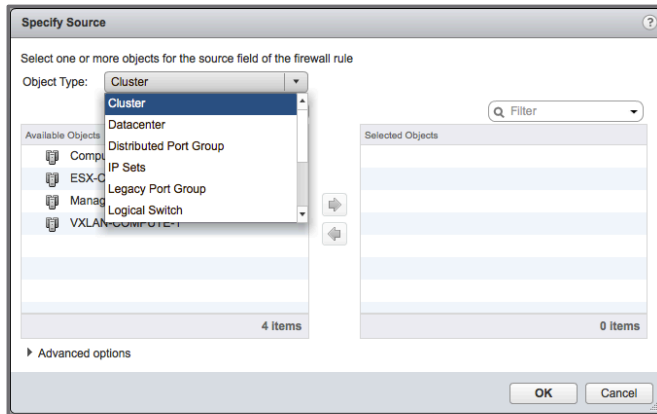 Specify Source
?
Select one or more objects for the source field of the firewall rule
Object Type: Cluster
Cluster
Datacenter
Distributed Port Group
IP Sets
Legacy Port Group
Logical Switch
Filter
Available Objects
Selected Objects
Compu
ESX-C
Manag
VXLAN-COMPUTE-1
4 items
0 items
Advanced options
OK
Cancel